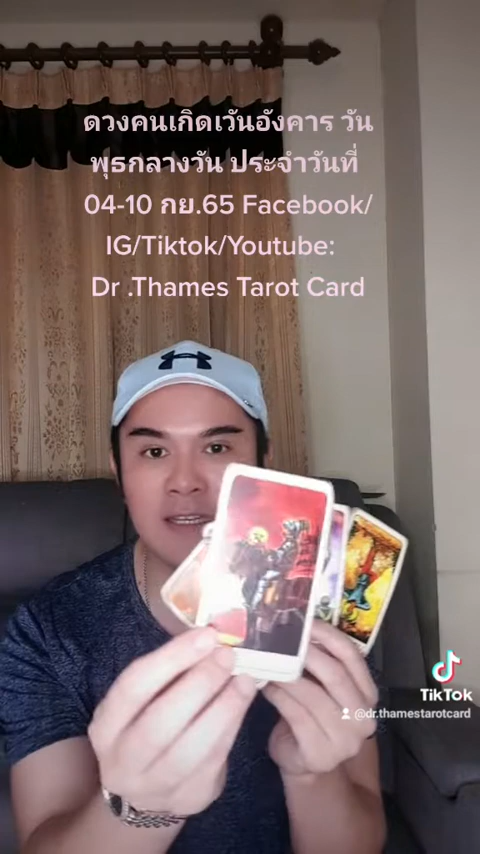 ดวงคนเกิดเวันอังคาร วัน
พุธกลางวัน ประจำวันที่
04-10 กย.65 Facebook/
IG/Tiktok/Youtube:
Dr .Thames Tarot Card
TikTok
@dr.thamestarotcard